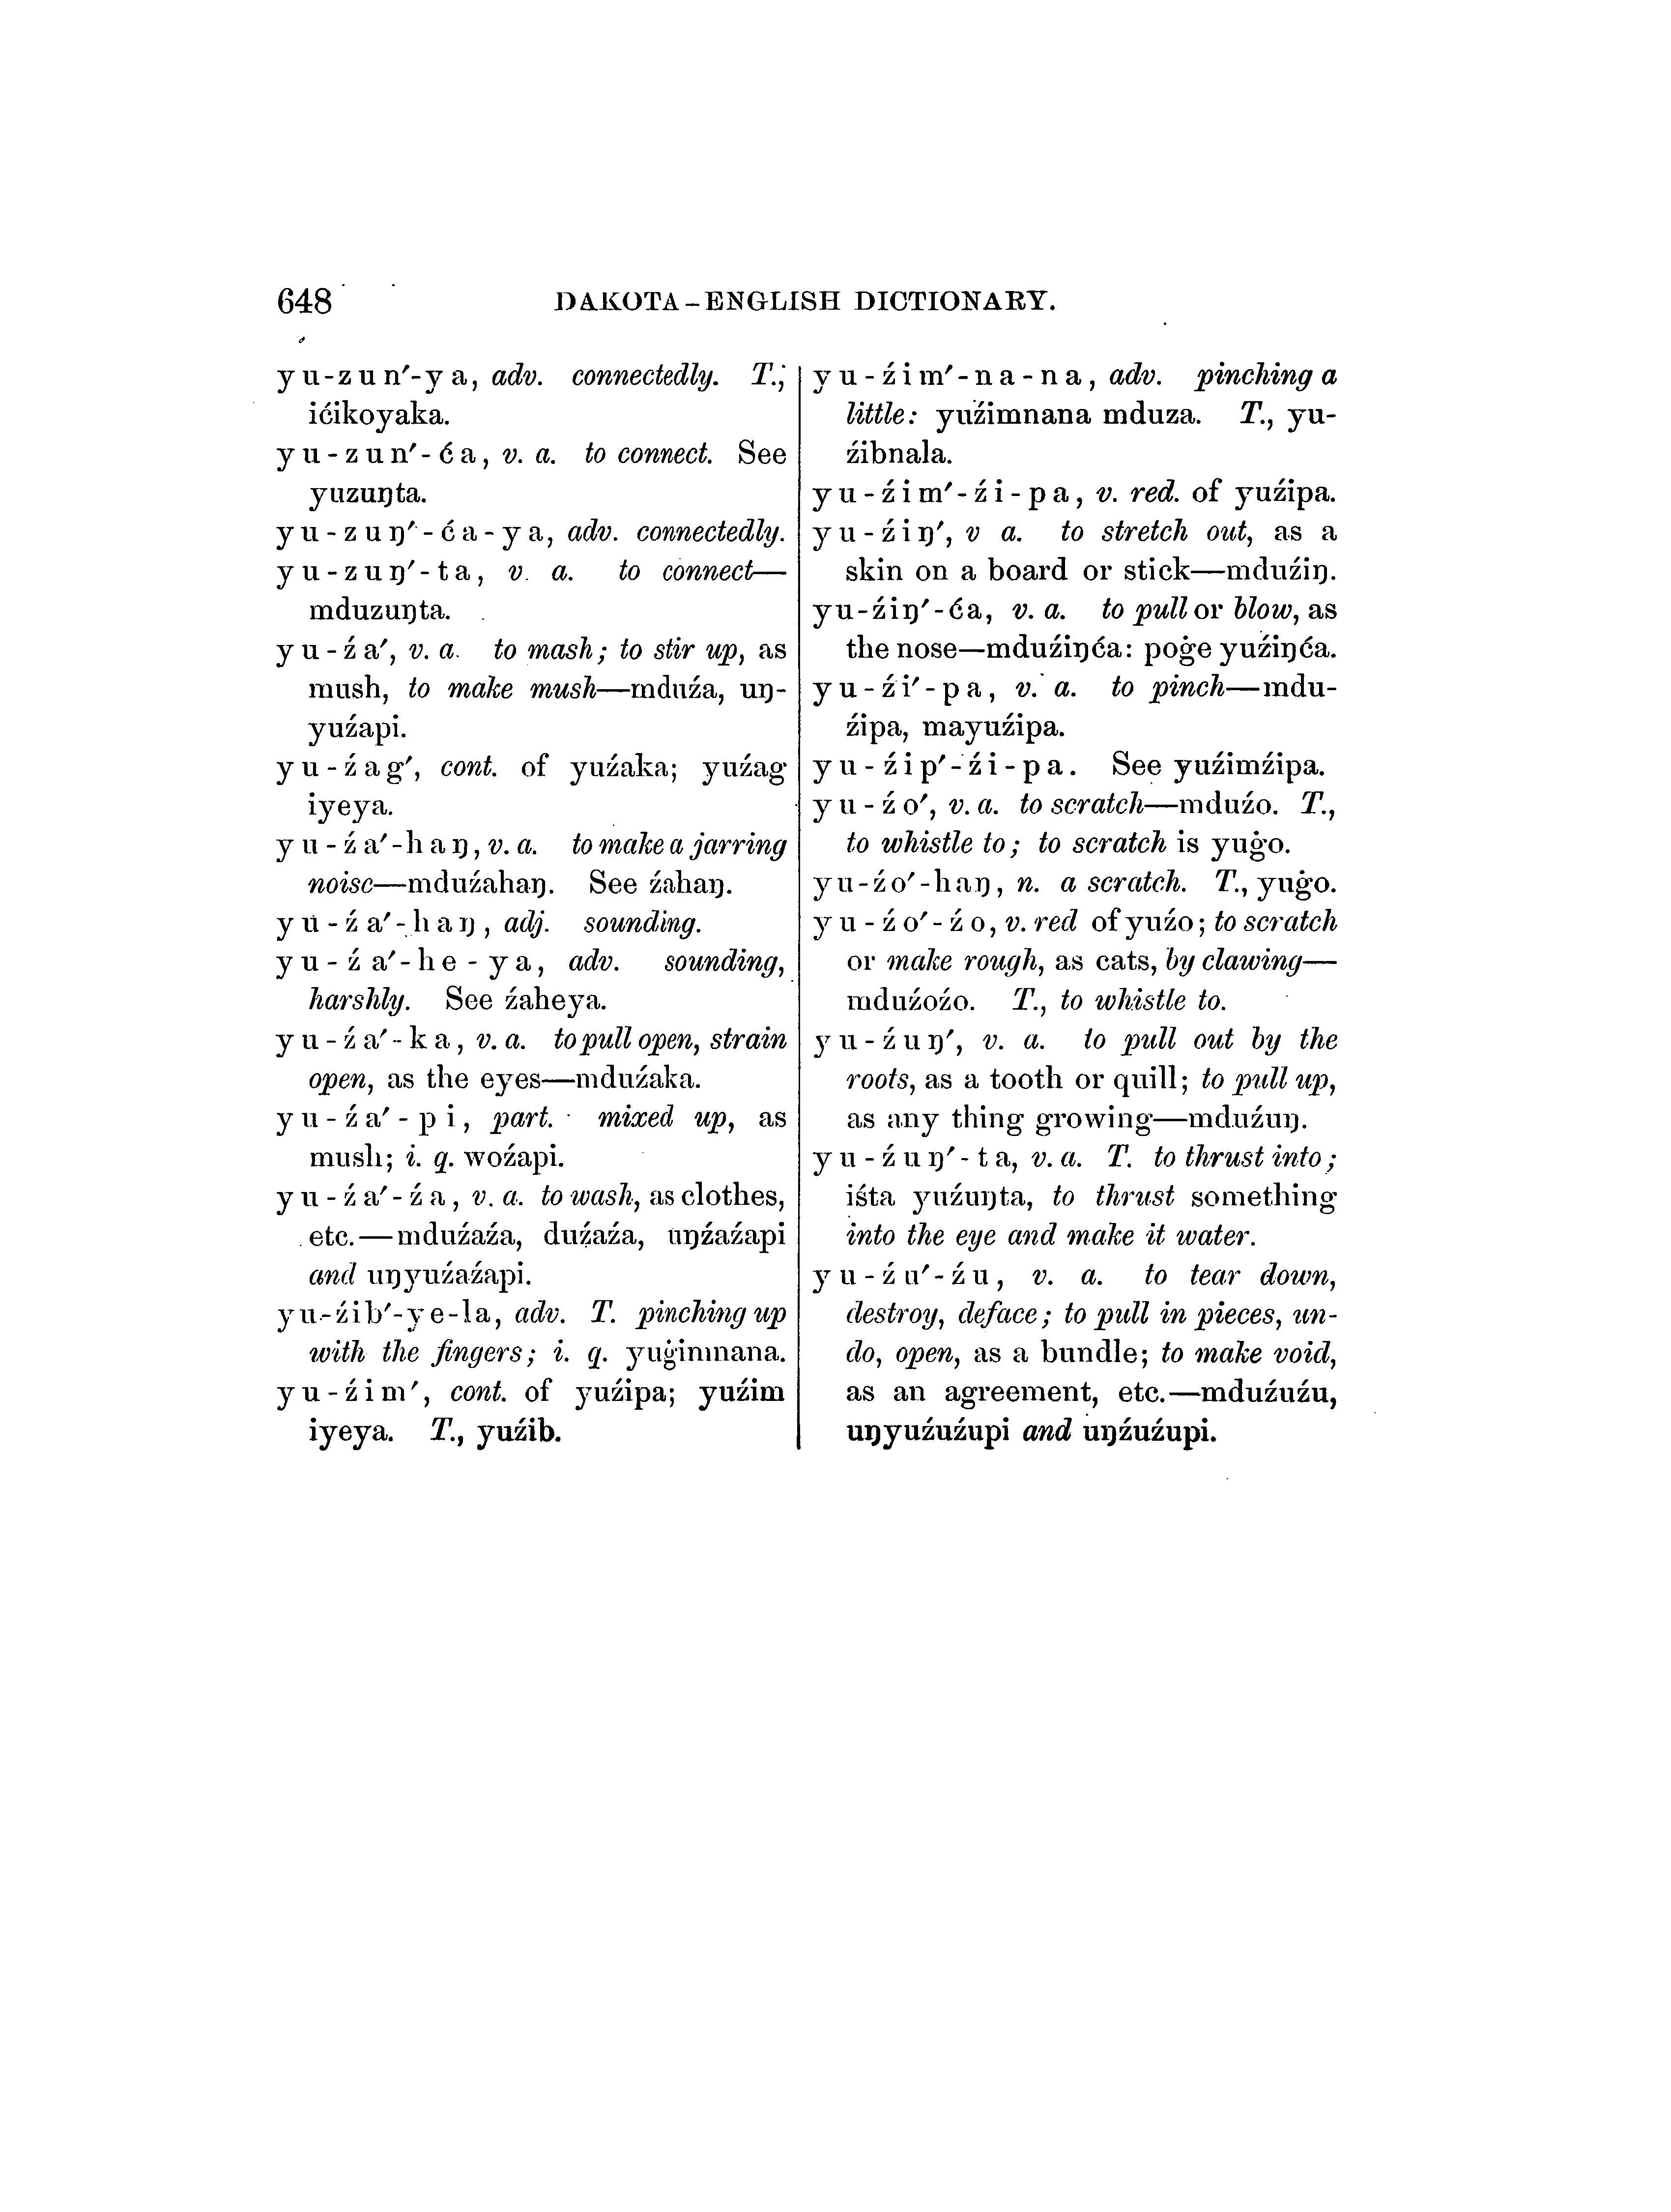 648 DAKOTA-ENGLISH DICTIONARY.
yu-zun′-ya, adv. connectedly. T.,
ićikoyaka.
yu-zun′-ća, v. a. to connect. See
yuzuŋta.
yu-zuŋ′-ća-ya, adv. connectedly.
yu-zuŋ′-ta, v. a. to connect—
mduzuŋta.
yu-źa′, v. a. to mash; to stir up, as
mush, to make mush—mduźa, uŋ-
yuźapi.
yu-źag′, cont. of yuźaka; yuźag
iyeya.
yu-źa′-haŋ, v. a. to make a jarring
noise—mduźahaŋ. See źahaŋ.
yu-źa′-haŋ, adj. sounding.
yu-źa′-he-ya, adv. sounding,
harshly. See źaheya.
yu-źa′-ka, v. a. to pull open, strain
open, as the eyes—mduźaka.
yu-źa′-pi, part. mixed up, as
mush; i. q. woźapi.
yu-źa′-źa, v. a. to wash, as clothes,
etc.—mduźaźa, duźaźa, uŋźaźapi
and uŋyuźaźapi.
yu-źib′-ye-la, adv. T. pinching up
with the fingers; i. q. yuġinmana.
yu-źim′, cont. of yuźipa; yuźim
iyeya. T., yuźib.
yu-źim′-na-na, adv. pinching a
little: yuźimnana mduza. T., yu-
źibnala.
yu-źim′-źi-pa, v. red. of yuźipa.
yu-źiŋ′, v a. to stretch out, as a
skin on a board or stick—mduźiŋ.
yu-źiŋ′-ća, v. a. to pull or blow, as
the nose—mduźiŋća: poġe yuźiŋća.
yu-źi′-pa, v. a. to pinch—mdu-
źipa, mayuźipa.
yu-źip′-źi-pa. See yuźimźipa.
yu-źo′, v. a. to scratch—mduźo. T.,
to whistle to; to scratch is yuġo.
yu-źo′-haŋ, n. a scratch. T., yuġo.
yu-źo′-źo, v. red of yuźo; to scratch
or make rough, as cats, by clawing—
mduźoźo. T., to whistle to.
yu-źuŋ′, v. a. to pull out by the
roots, as a tooth or quill; to pull up,
as any thing growing—mduźuŋ.
yu-źuŋ′-ta, v. a. T. to thrust into;
iśta yuźuŋta, to thrust something
into the eye and make it water.
yu-źu′-źu, v. a. to tear down,
destroy, deface; to pull in pieces, un-
do, open, as a bundle; to make void,
as an agreement, etc.—mduźuźu,
uŋyuźuźupi and uŋźuźupi.